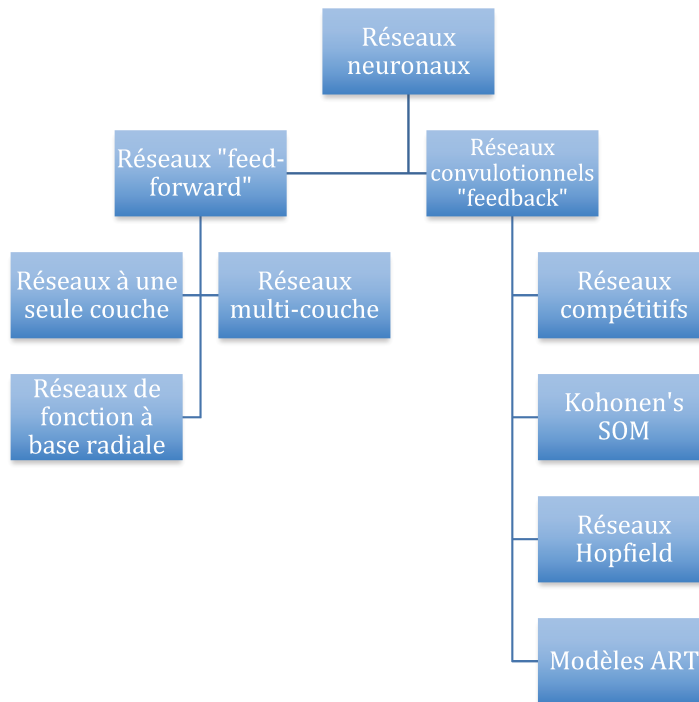 Réseaux
neuronaux
Réseaux "feed-
forward"
Réseaux
convulotionnels
"feedback"
Réseaux à une
seule couche
Réseaux
multi-couche
Réseaux
compétitifs
Réseaux de
fonction à
base radiale
Kohonen's
SOM
Réseaux
Hopfield
Modèles ART